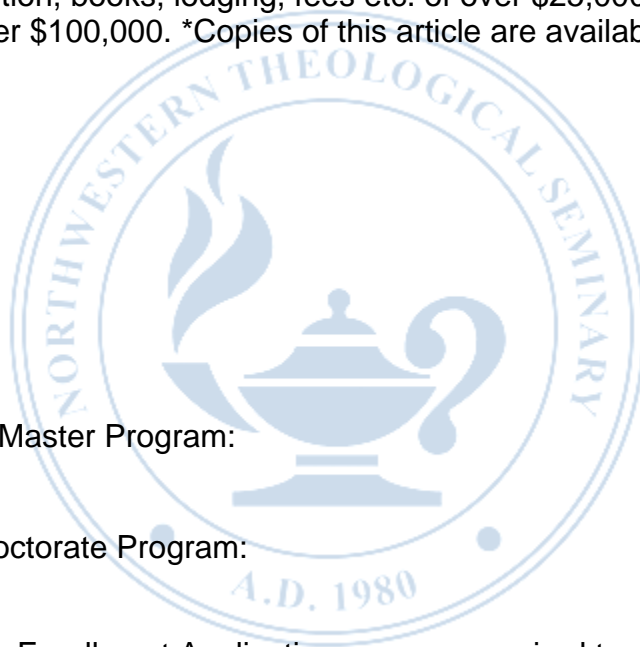 tion, books, lodging, fees etc. of over $25,000
er $100,000. *Copies of this article are availab
NORTHWESTERN THEOLOGICAL SEMINARY
Master Program:
octorate Program:
A.D. 1980